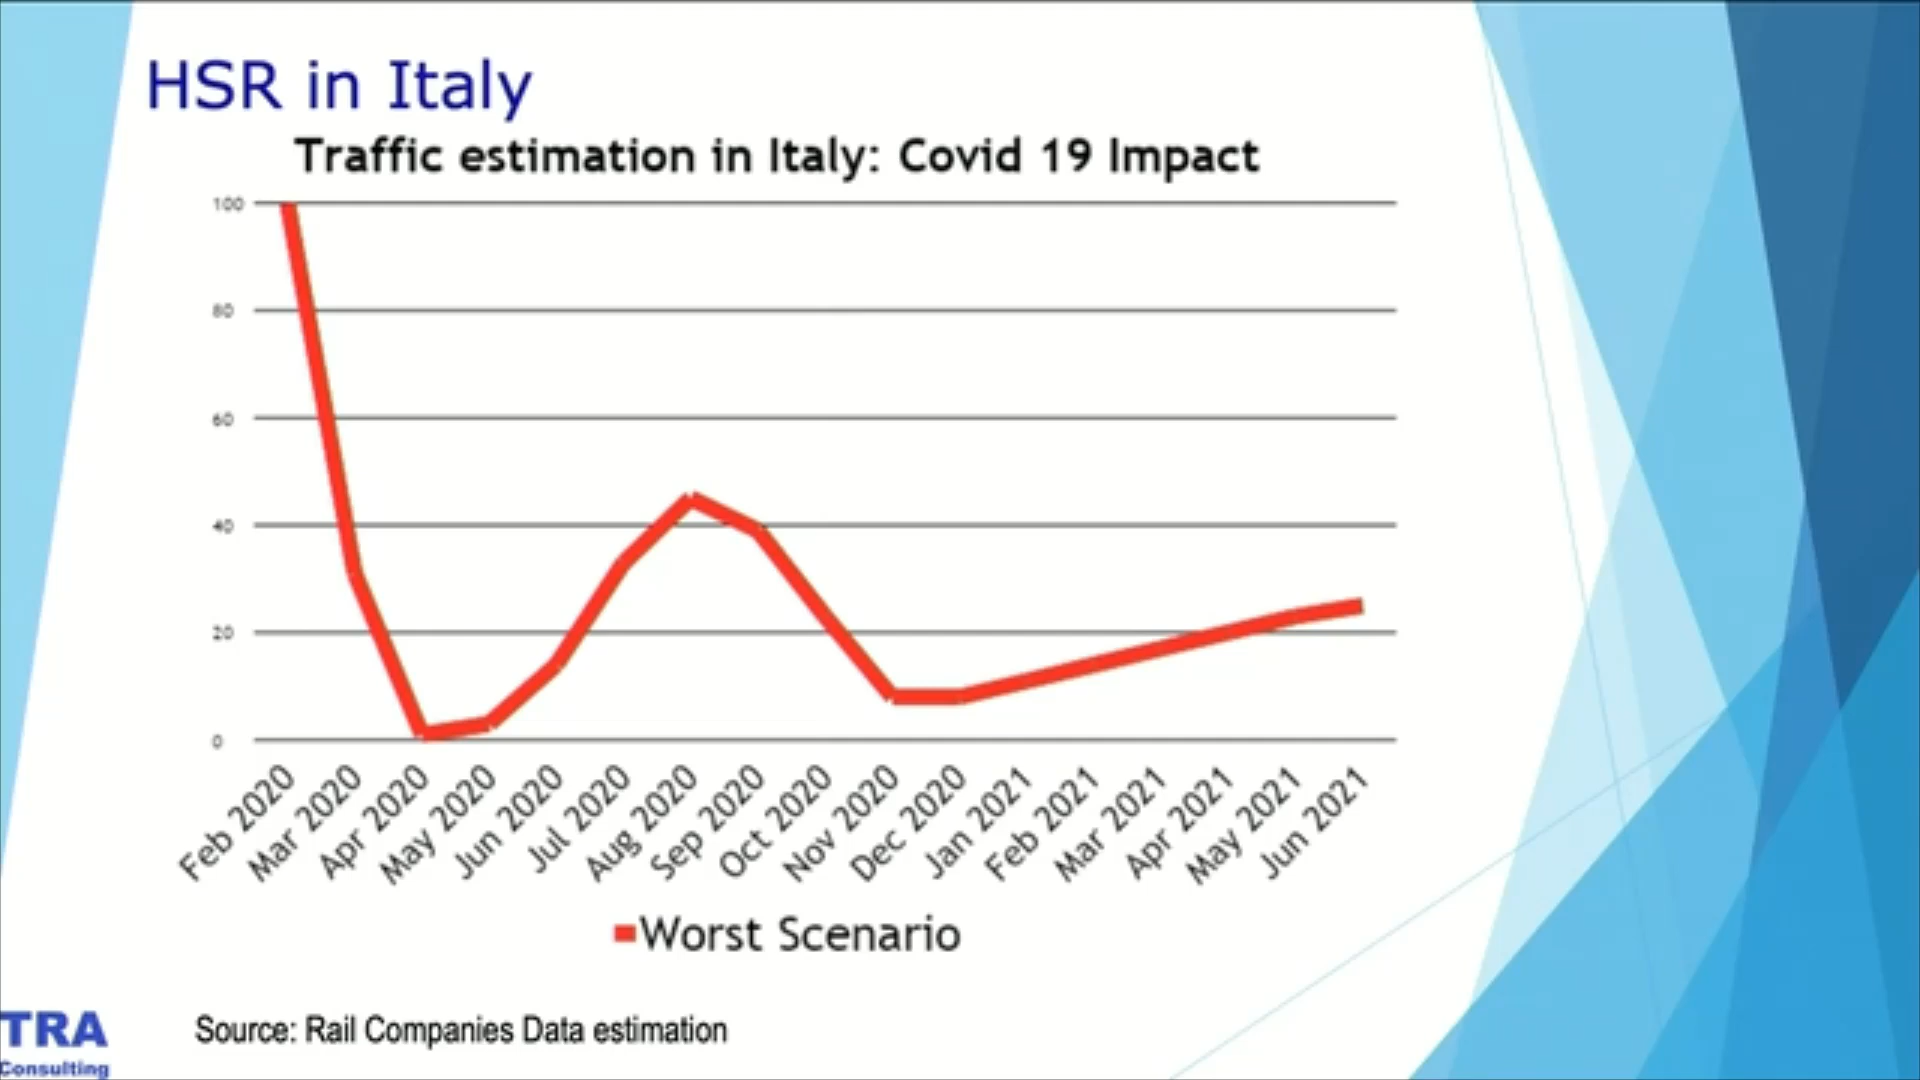 HSR in Italy
Traffic estimation in Italy: Covid 19 Impact
100
80
60
40
20
0
Feb 2020
Mar 2020
Apr 2020
May 2020
Jun 2020
Jul 2020
Aug 2020
Sep 2020
Oct 2020
Nov 2020
Dec 2020
Jan 2021
Feb 2021
Mar 2021
Apr 2021
May 2021
Jun 2021
Worst Scenario
Source: Rail Companies Data estimation
TRA
Consulting